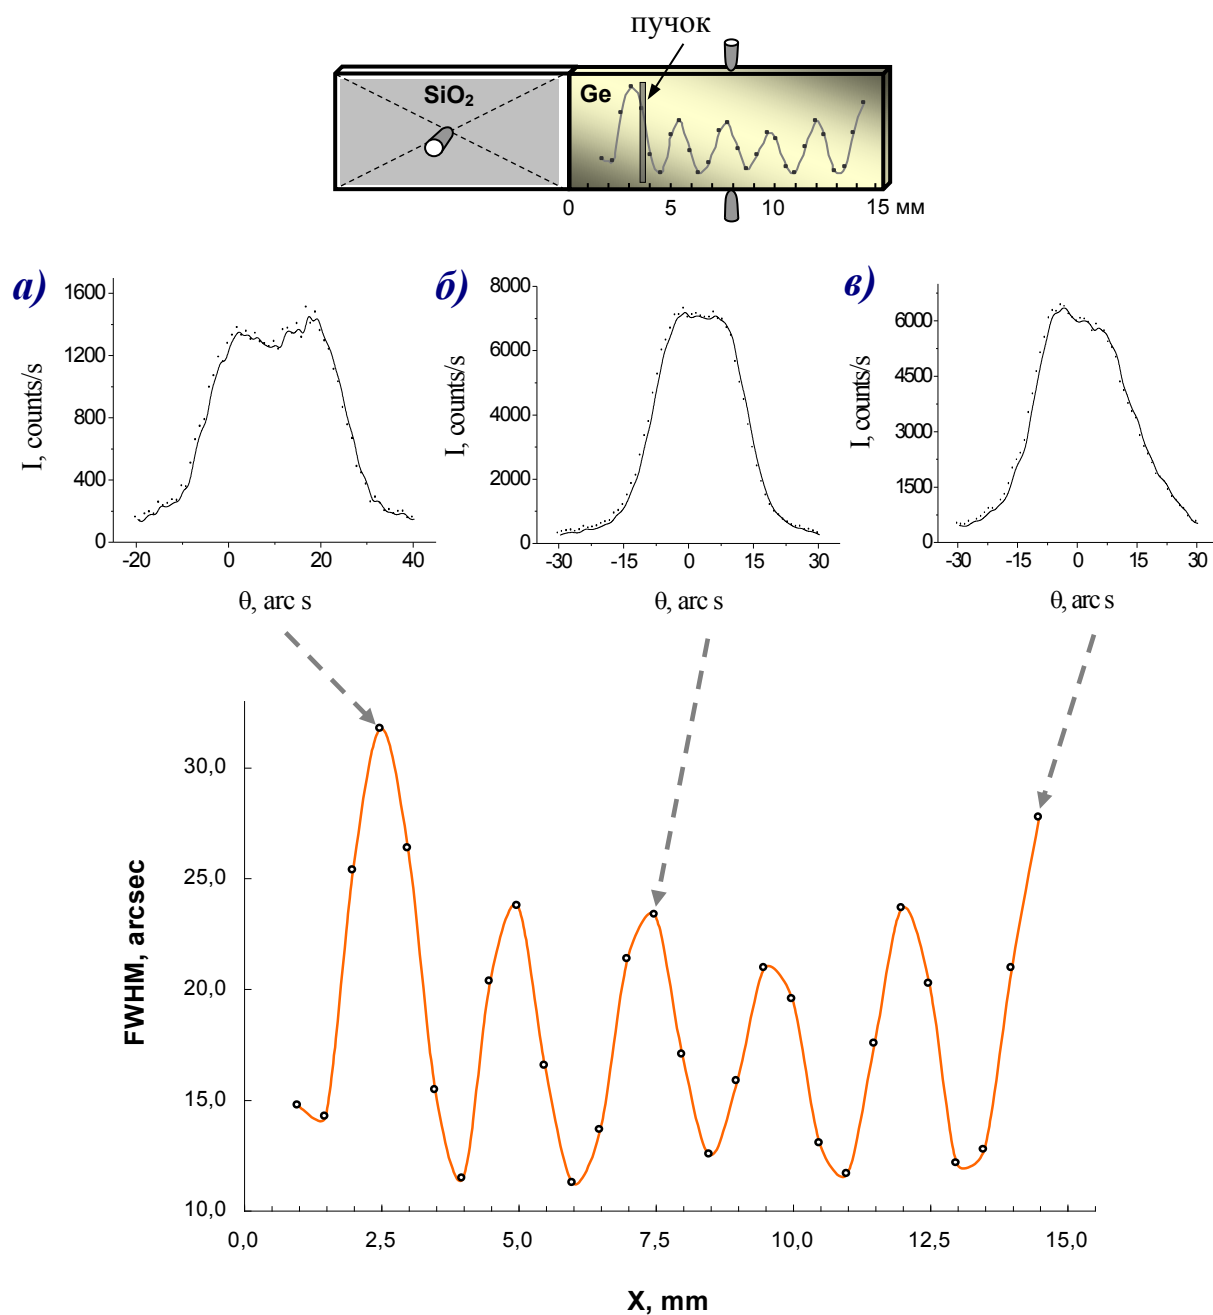 пучок
SiO₂
Ge
0 5 10 15 мм
а) б) в)
1600
1200
800
400
0
-20 0 20 40
I, counts/s
θ, arc s
8000
6000
4000
2000
0
-30 -15 0 15 30
I, counts/s
θ, arc s
6000
4500
3000
1500
0
-30 -15 0 15 30
I, counts/s
θ, arc s
30,0
25,0
20,0
15,0
10,0
FWHM, arcsec
0,0 2,5 5,0 7,5 10,0 12,5 15,0
X, mm